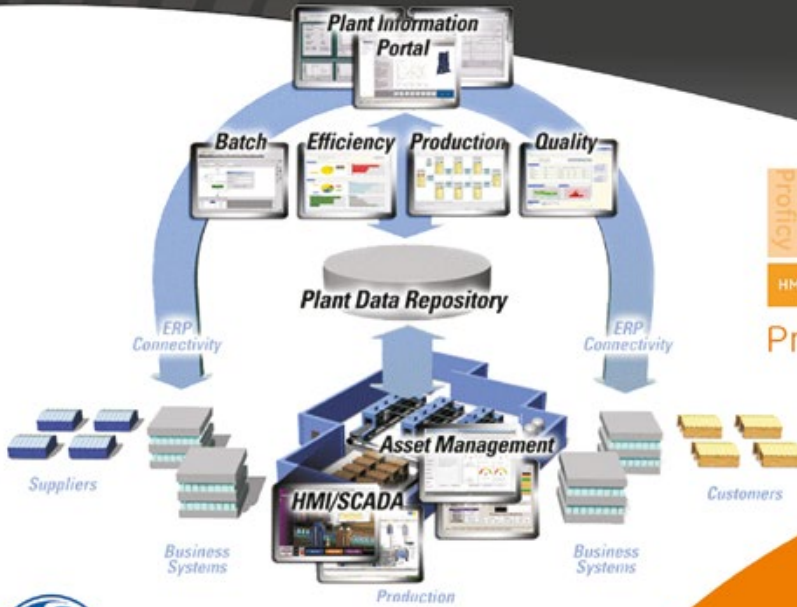 Plant Information
Portal
Batch
Efficiency
Production
Quality
Plant Data Repository
ERP
Connectivity
ERP
Connectivity
Proficy
HM
Pr
Asset Management
HMI/SCADA
Suppliers
Customers
Business
Systems
Business
Systems
Production